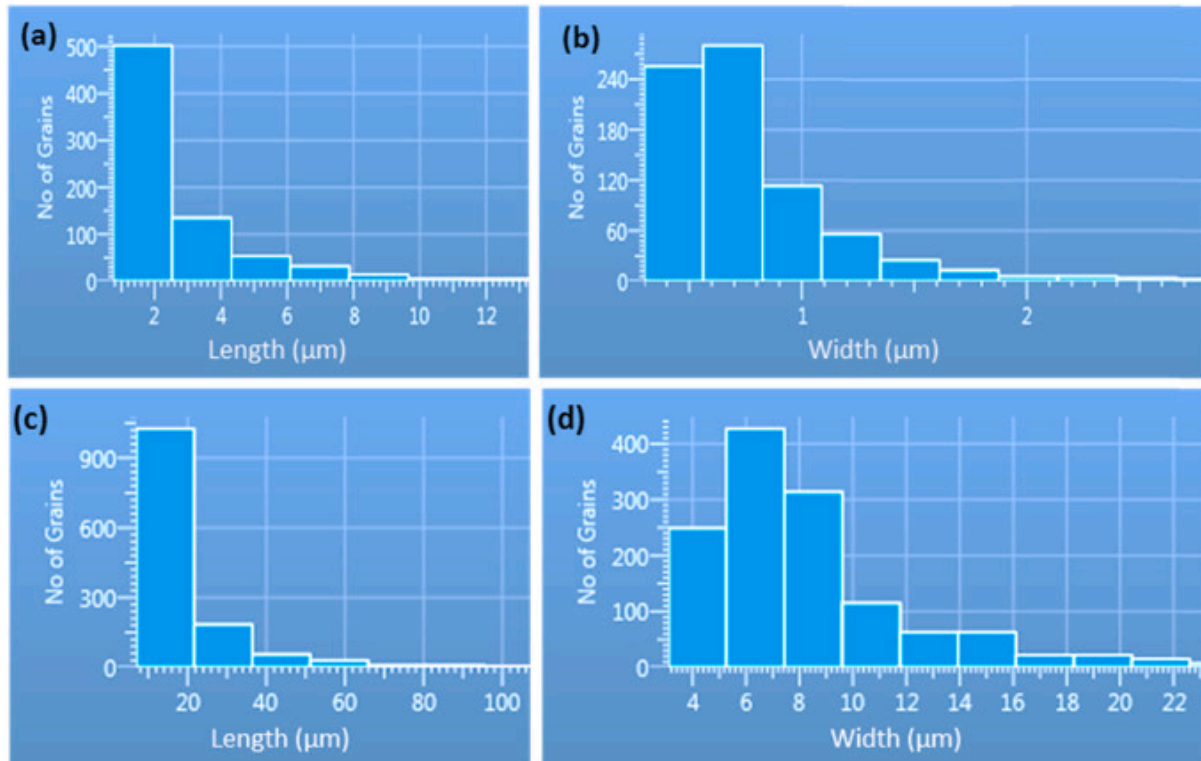 (a)
500
400
300
200
100
0
No of Grains
2 4 6 8 10 12
Length (μm)
(b)
240
180
120
60
0
No of Grains
1 2
Width (μm)
(c)
900
600
300
0
No of Grains
20 40 60 80 100
Length (μm)
(d)
400
300
200
100
0
No of Grains
4 6 8 10 12 14 16 18 20 22
Width (μm)